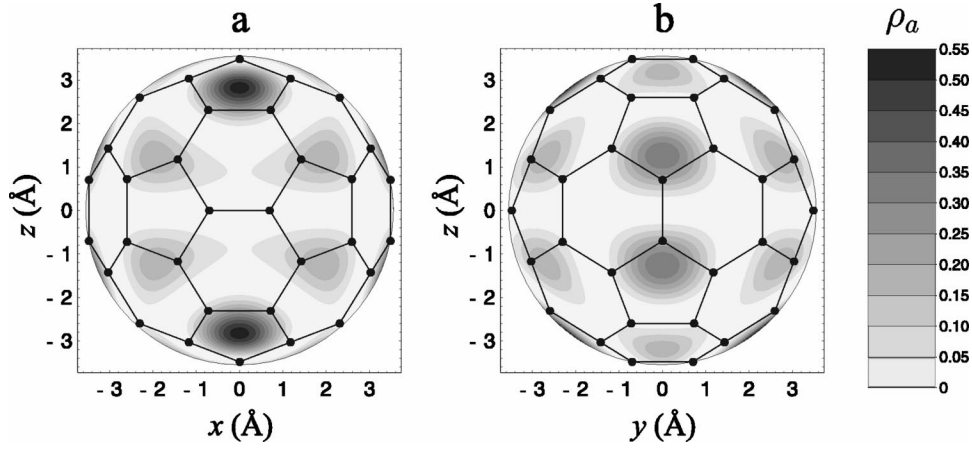 a
b
ρa
z (Å)
3
2
1
0
- 1
- 2
- 3
- 3 - 2 - 1 0 1 2 3
x (Å)
z (Å)
3
2
1
0
- 1
- 2
- 3
- 3 - 2 - 1 0 1 2 3
y (Å)
0.55
0.50
0.45
0.40
0.35
0.30
0.25
0.20
0.15
0.10
0.05
0